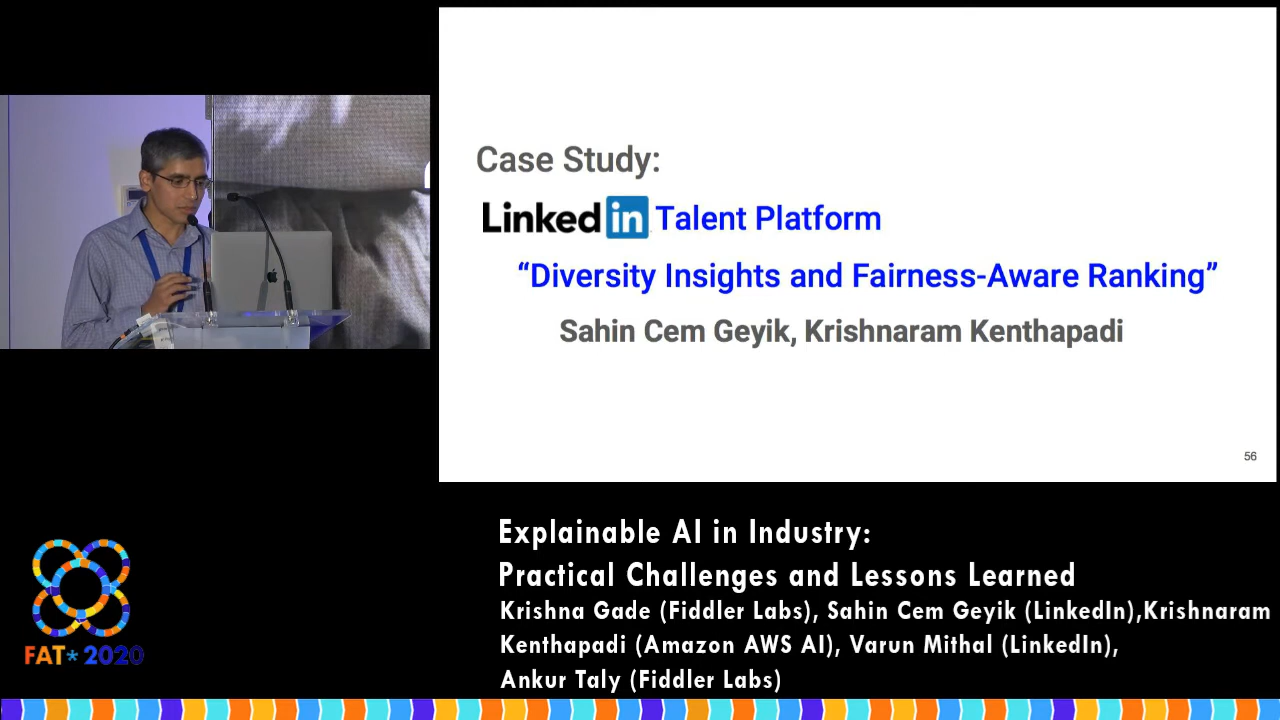 Case Study:
Linkedin Talent Platform
“Diversity Insights and Fairness-Aware Ranking”
Sahin Cem Geyik, Krishnaram Kenthapadi
56
Explainable AI in Industry:
Practical Challenges and Lessons Learned
Krishna Gade (Fiddler Labs), Sahin Cem Geyik (LinkedIn),Krishnaram
Kenthapadi (Amazon AWS AI), Varun Mithal (LinkedIn),
Ankur Taly (Fiddler Labs)
FAT* 2020